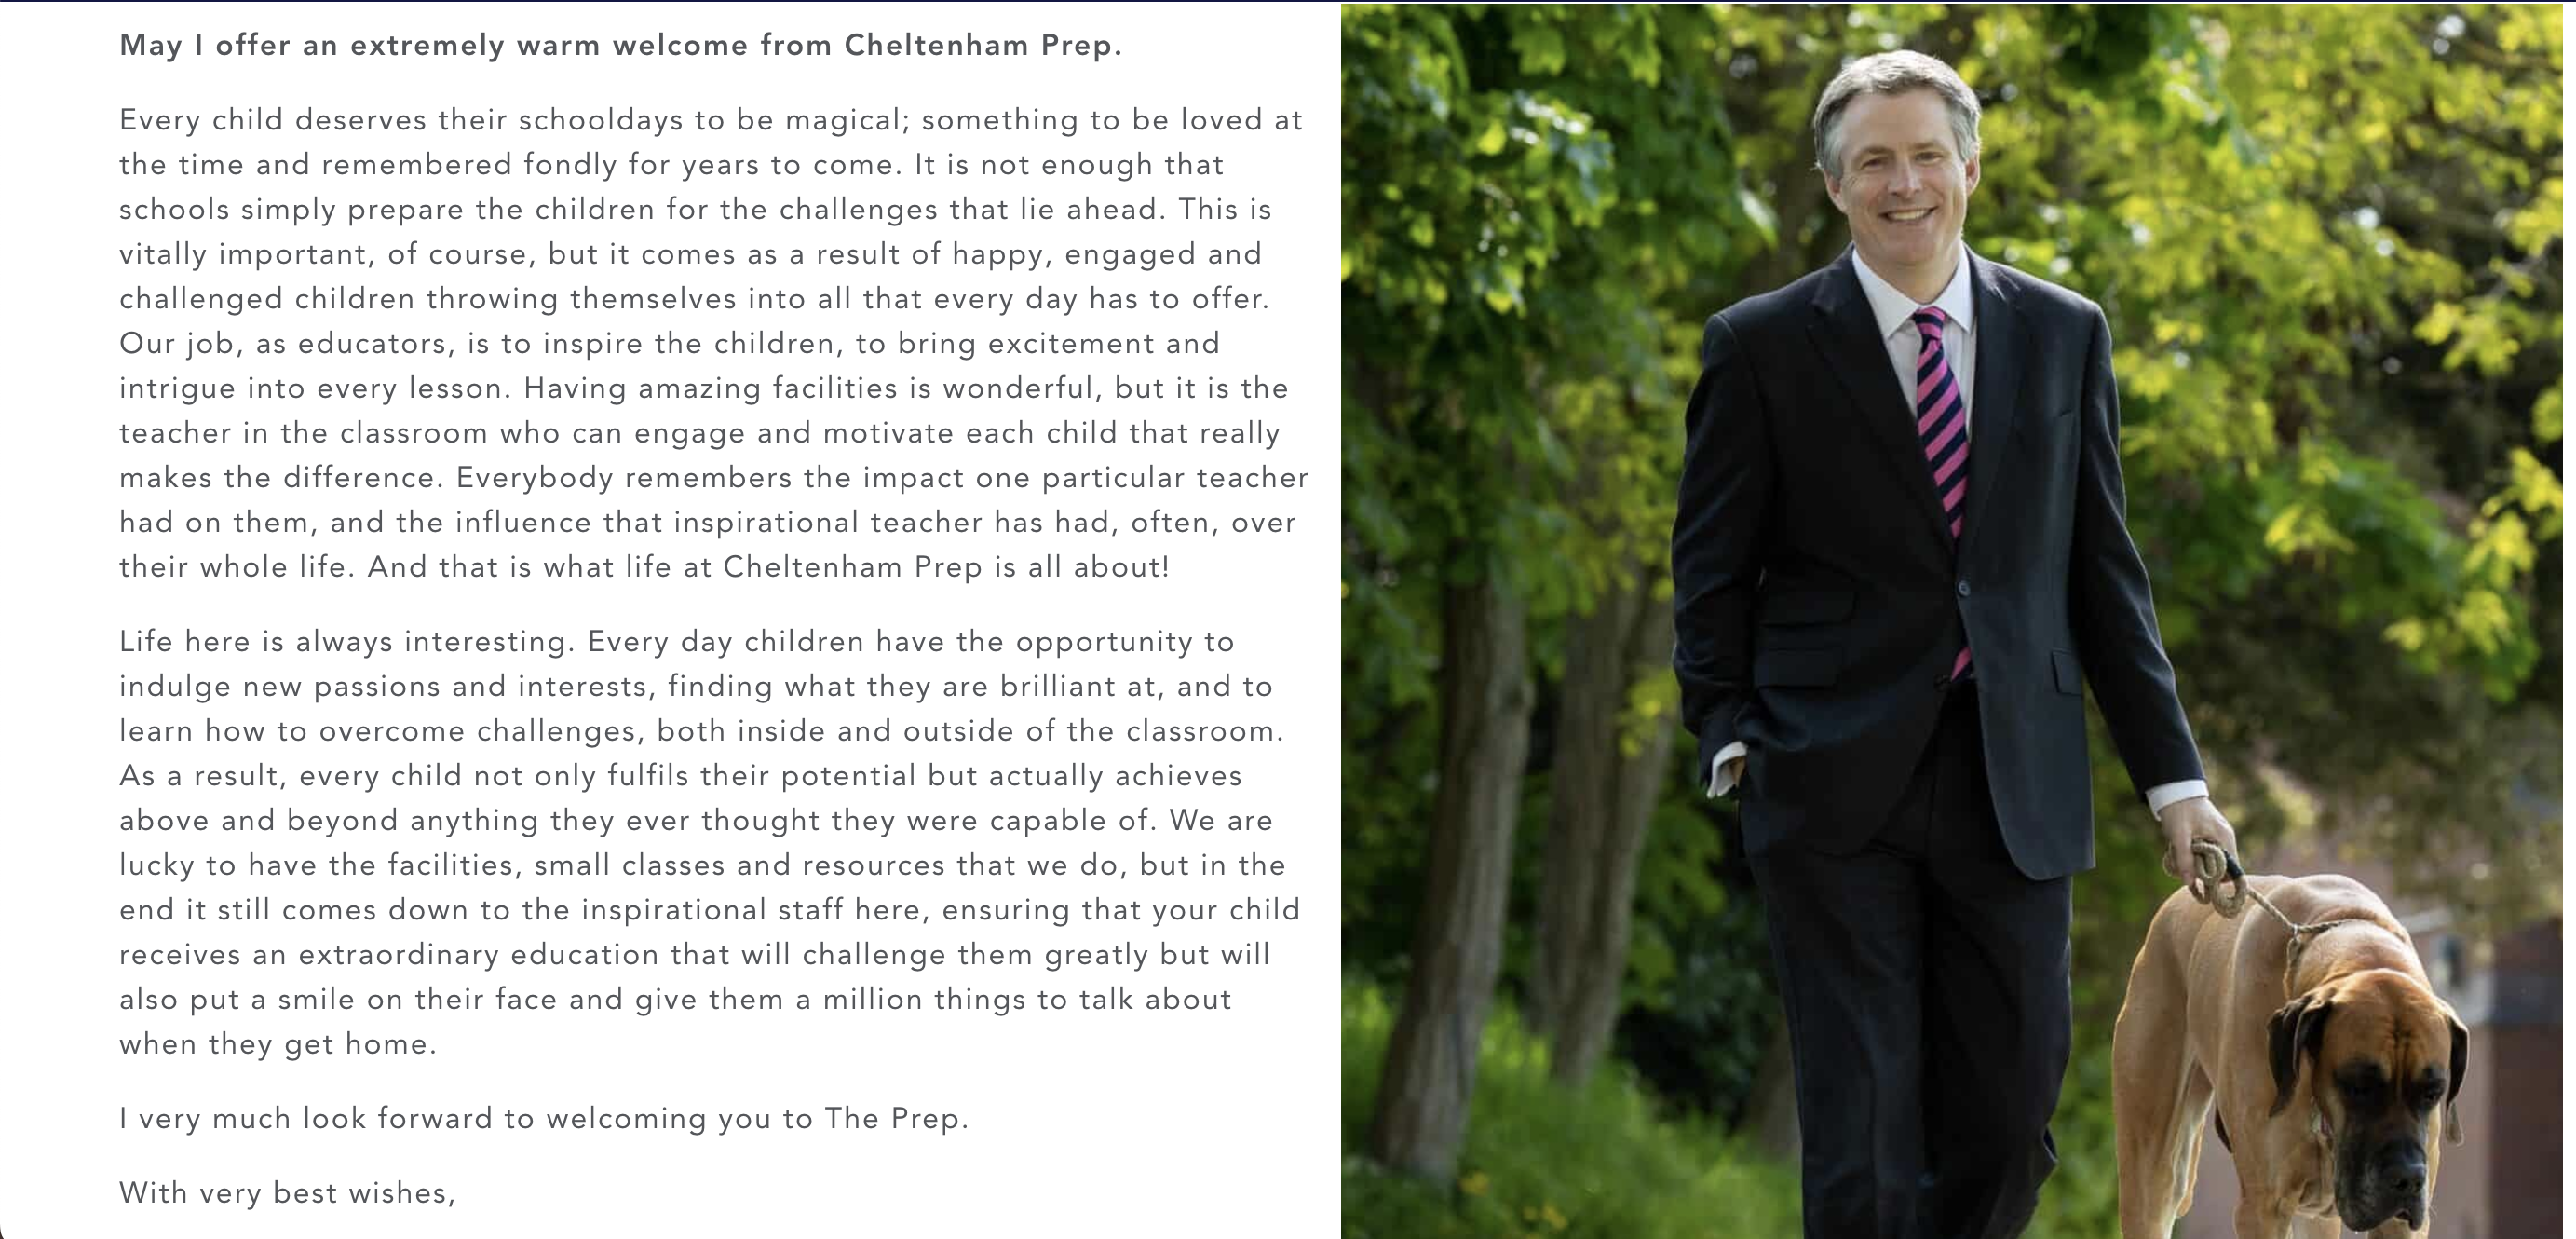 May I offer an extremely warm welcome from Cheltenham Prep.
Every child deserves their schooldays to be magical; something to be loved at
the time and remembered fondly for years to come. It is not enough that
schools simply prepare the children for the challenges that lie ahead. This is
vitally important, of course, but it comes as a result of happy, engaged and
challenged children throwing themselves into all that every day has to offer.
Our job, as educators, is to inspire the children, to bring excitement and
intrigue into every lesson. Having amazing facilities is wonderful, but it is the
teacher in the classroom who can engage and motivate each child that really
makes the difference. Everybody remembers the impact one particular teacher
had on them, and the influence that inspirational teacher has had, often, over
their whole life. And that is what life at Cheltenham Prep is all about!
Life here is always interesting. Every day children have the opportunity to
indulge new passions and interests, finding what they are brilliant at, and to
learn how to overcome challenges, both inside and outside of the classroom.
As a result, every child not only fulfils their potential but actually achieves
above and beyond anything they ever thought they were capable of. We are
lucky to have the facilities, small classes and resources that we do, but in the
end it still comes down to the inspirational staff here, ensuring that your child
receives an extraordinary education that will challenge them greatly but will
also put a smile on their face and give them a million things to talk about
when they get home.
I very much look forward to welcoming you to The Prep.
With very best wishes,